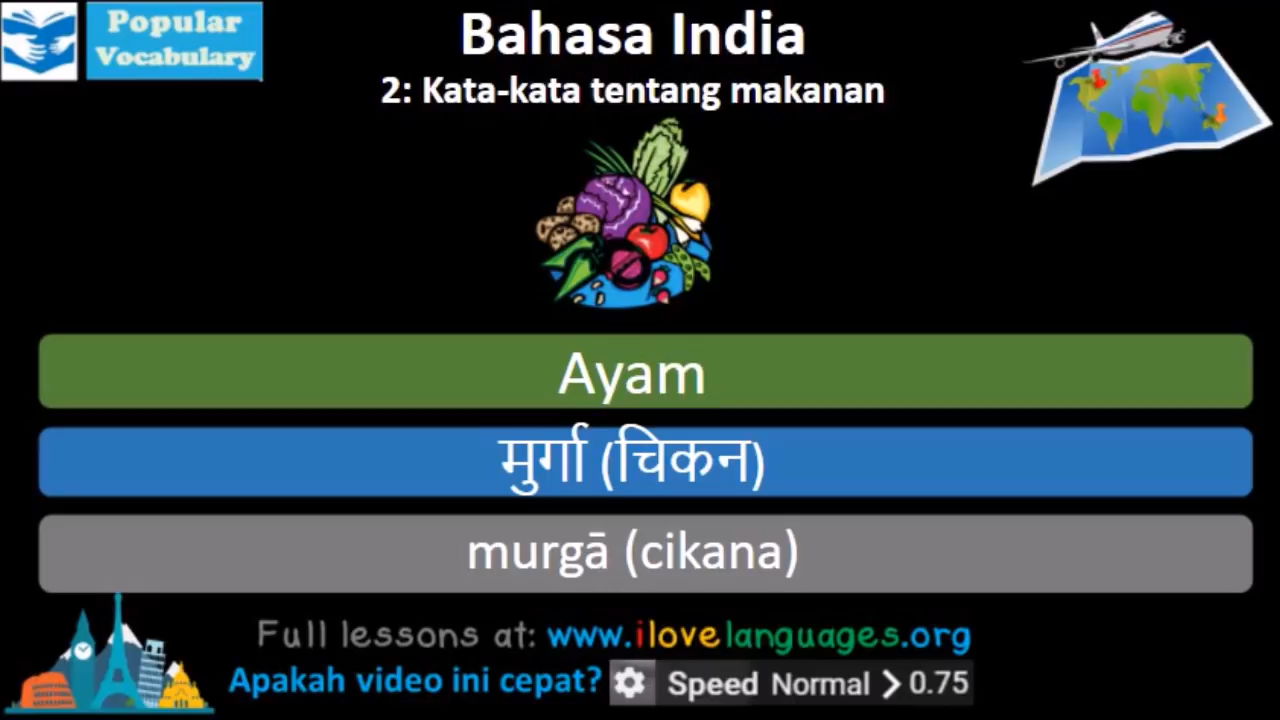 Popular
Vocabulary
Bahasa India
2: Kata-kata tentang makanan
Ayam
मुर्गा (चिकन)
murgā (cikana)
Full lessons at: www.ilovelanguages.org
Apakah video ini cepat? Speed Normal > 0.75